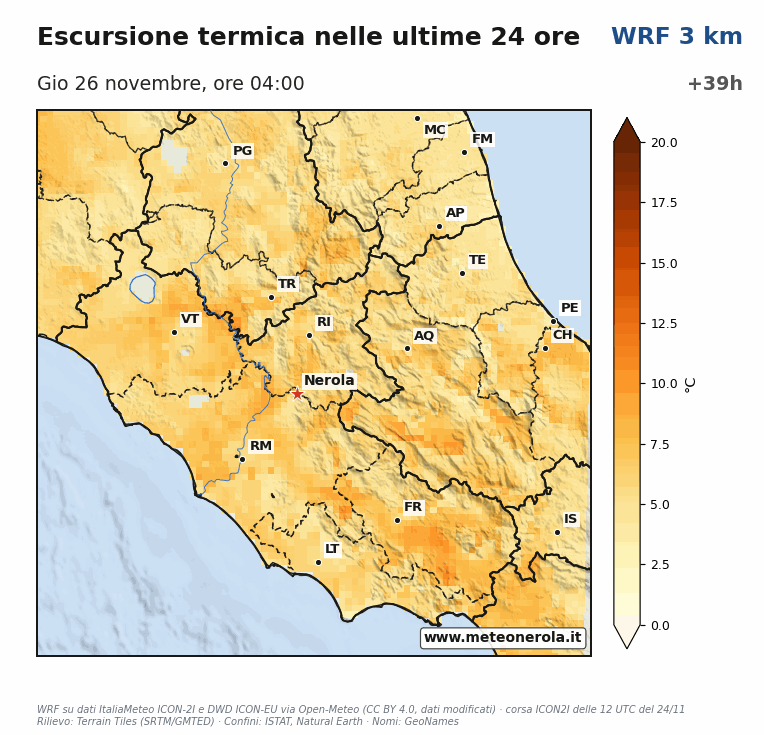 Escursione termica nelle ultime 24 ore WRF 3 km
Gio 26 novembre, ore 04:00 +39h
MC
FM
PG
AP
TE
TR
PE
VT
RI
AQ
CH
Nerola
RM
FR
IS
LT
www.meteonerola.it
20.0
17.5
15.0
12.5
10.0
7.5
5.0
2.5
0.0
°C
WRF su dati ItaliaMeteo ICON-2I e DWD ICON-EU via Open-Meteo (CC BY 4.0, dati modificati) · corsa ICON2I delle 12 UTC del 24/11
Rilievo: Terrain Tiles (SRTM/GMTED) · Confini: ISTAT, Natural Earth · Nomi: GeoNames